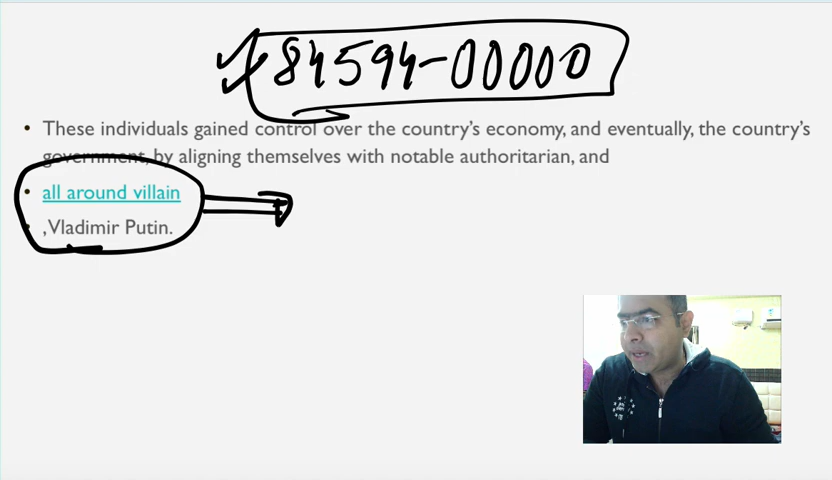 84594-00000
These individuals gained control over the country's economy, and eventually, the country's
government, by aligning themselves with notable authoritarian, and
all around villain
, Vladimir Putin.